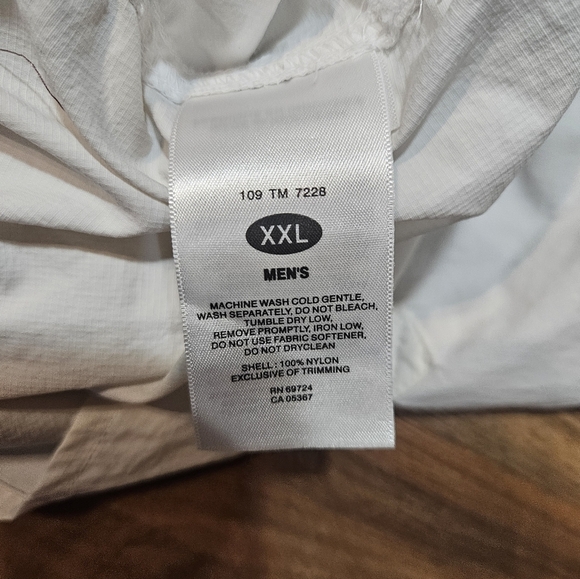 109 TM 7228
XXL
MEN'S
MACHINE WASH COLD GENTLE,
WASH SEPARATELY, DO NOT BLEACH,
TUMBLE DRY LOW,
REMOVE PROMPTLY, IRON LOW,
DO NOT USE FABRIC SOFTENER,
DO NOT DRYCLEAN
SHELL : 100% NYLON
EXCLUSIVE OF TRIMMING
RN 69724
CA 05367